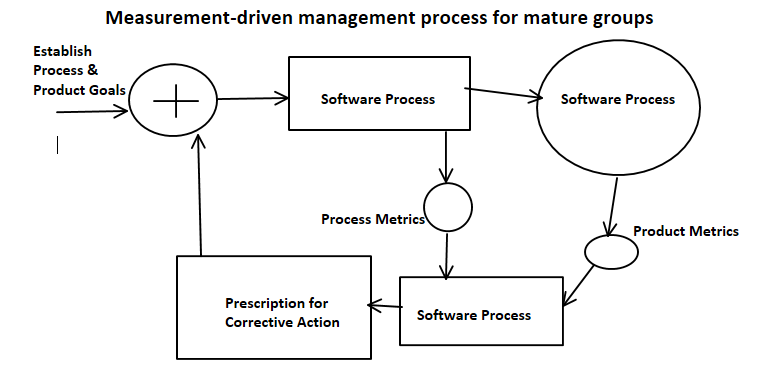 Measurement-driven management process for mature groups
Establish
Process &
Product Goals
Software Process
Software Process
Process Metrics
Product Metrics
Prescription for
Corrective Action
Software Process